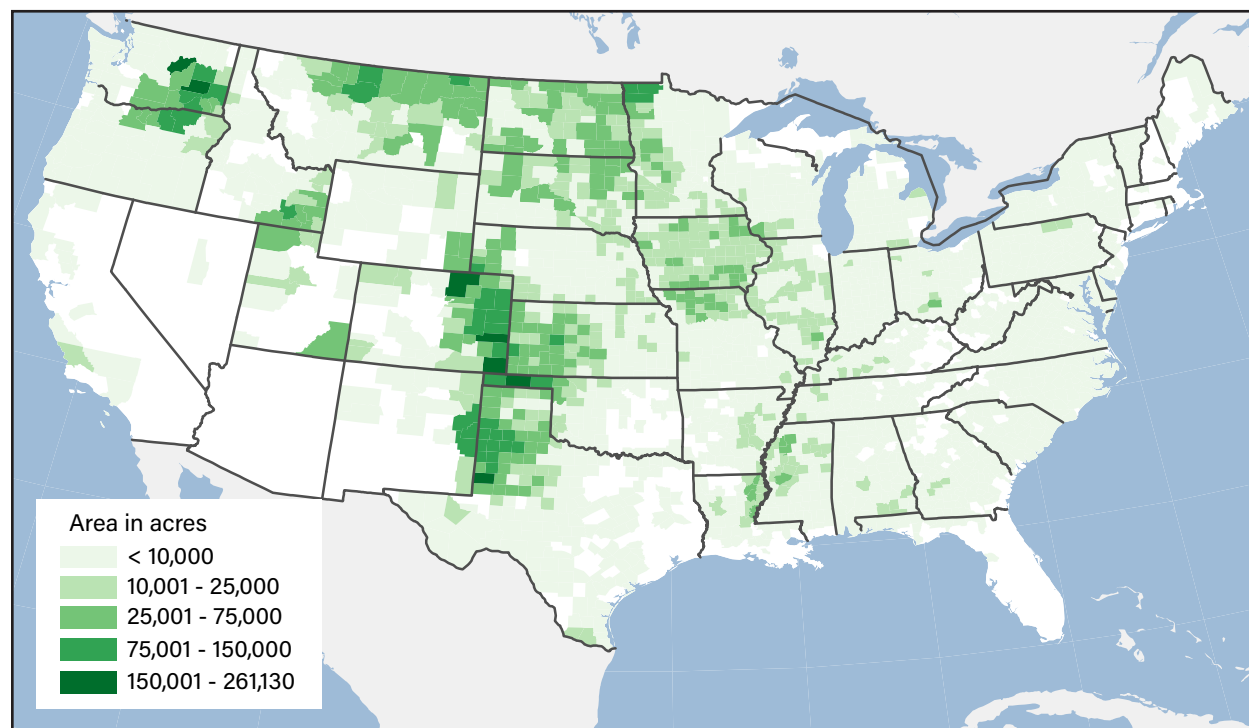 Area in acres
< 10,000
10,001 - 25,000
25,001 - 75,000
75,001 - 150,000
150,001 - 261,130